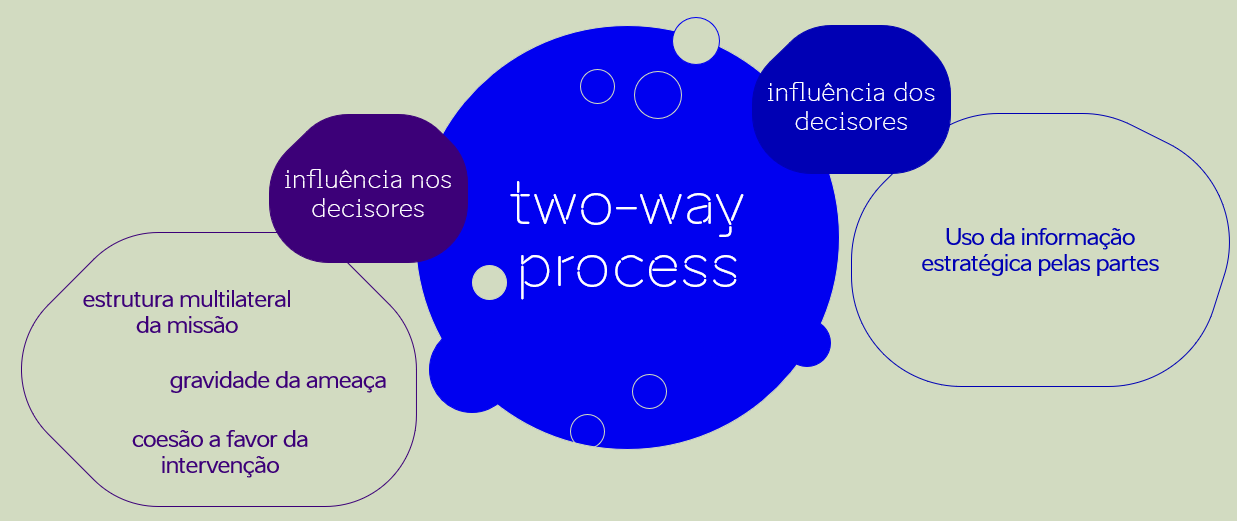 influência nos
decisores
estrutura multilateral
da missão
gravidade da ameaça
coesão a favor da
intervenção
two-way
process
influência dos
decisores
Uso da informação
estratégica pelas partes